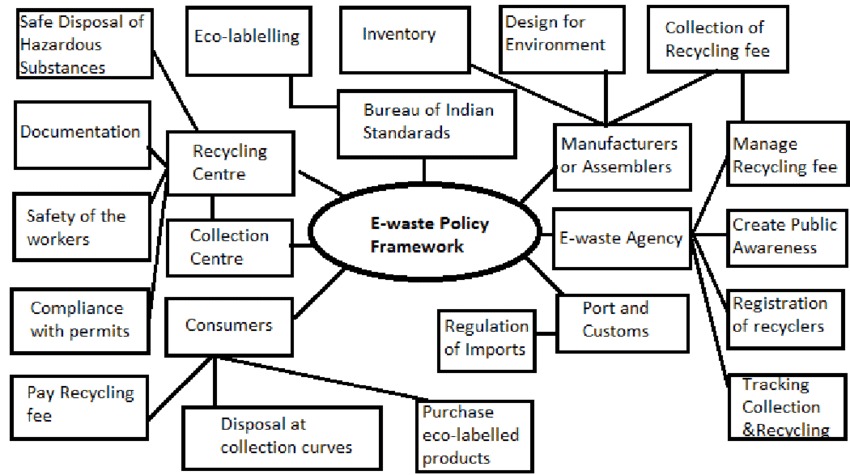 Safe Disposal of
Hazardous
Substances
Eco-lablelling
Inventory
Design for
Environment
Collection of
Recycling fee
Bureau of Indian
Standarads
Documentation
Recycling
Centre
Manufacturers
or Assemblers
Manage
Recycling fee
Safety of the
workers
Collection
Centre
E-waste Policy
Framework
E-waste Agency
Create Public
Awareness
Compliance
with permits
Consumers
Regulation
of Imports
Port and
Customs
Registration
of recyclers
Pay Recycling
fee
Disposal at
collection curves
Purchase
eco-labelled
products
Tracking
Collection
&Recycling